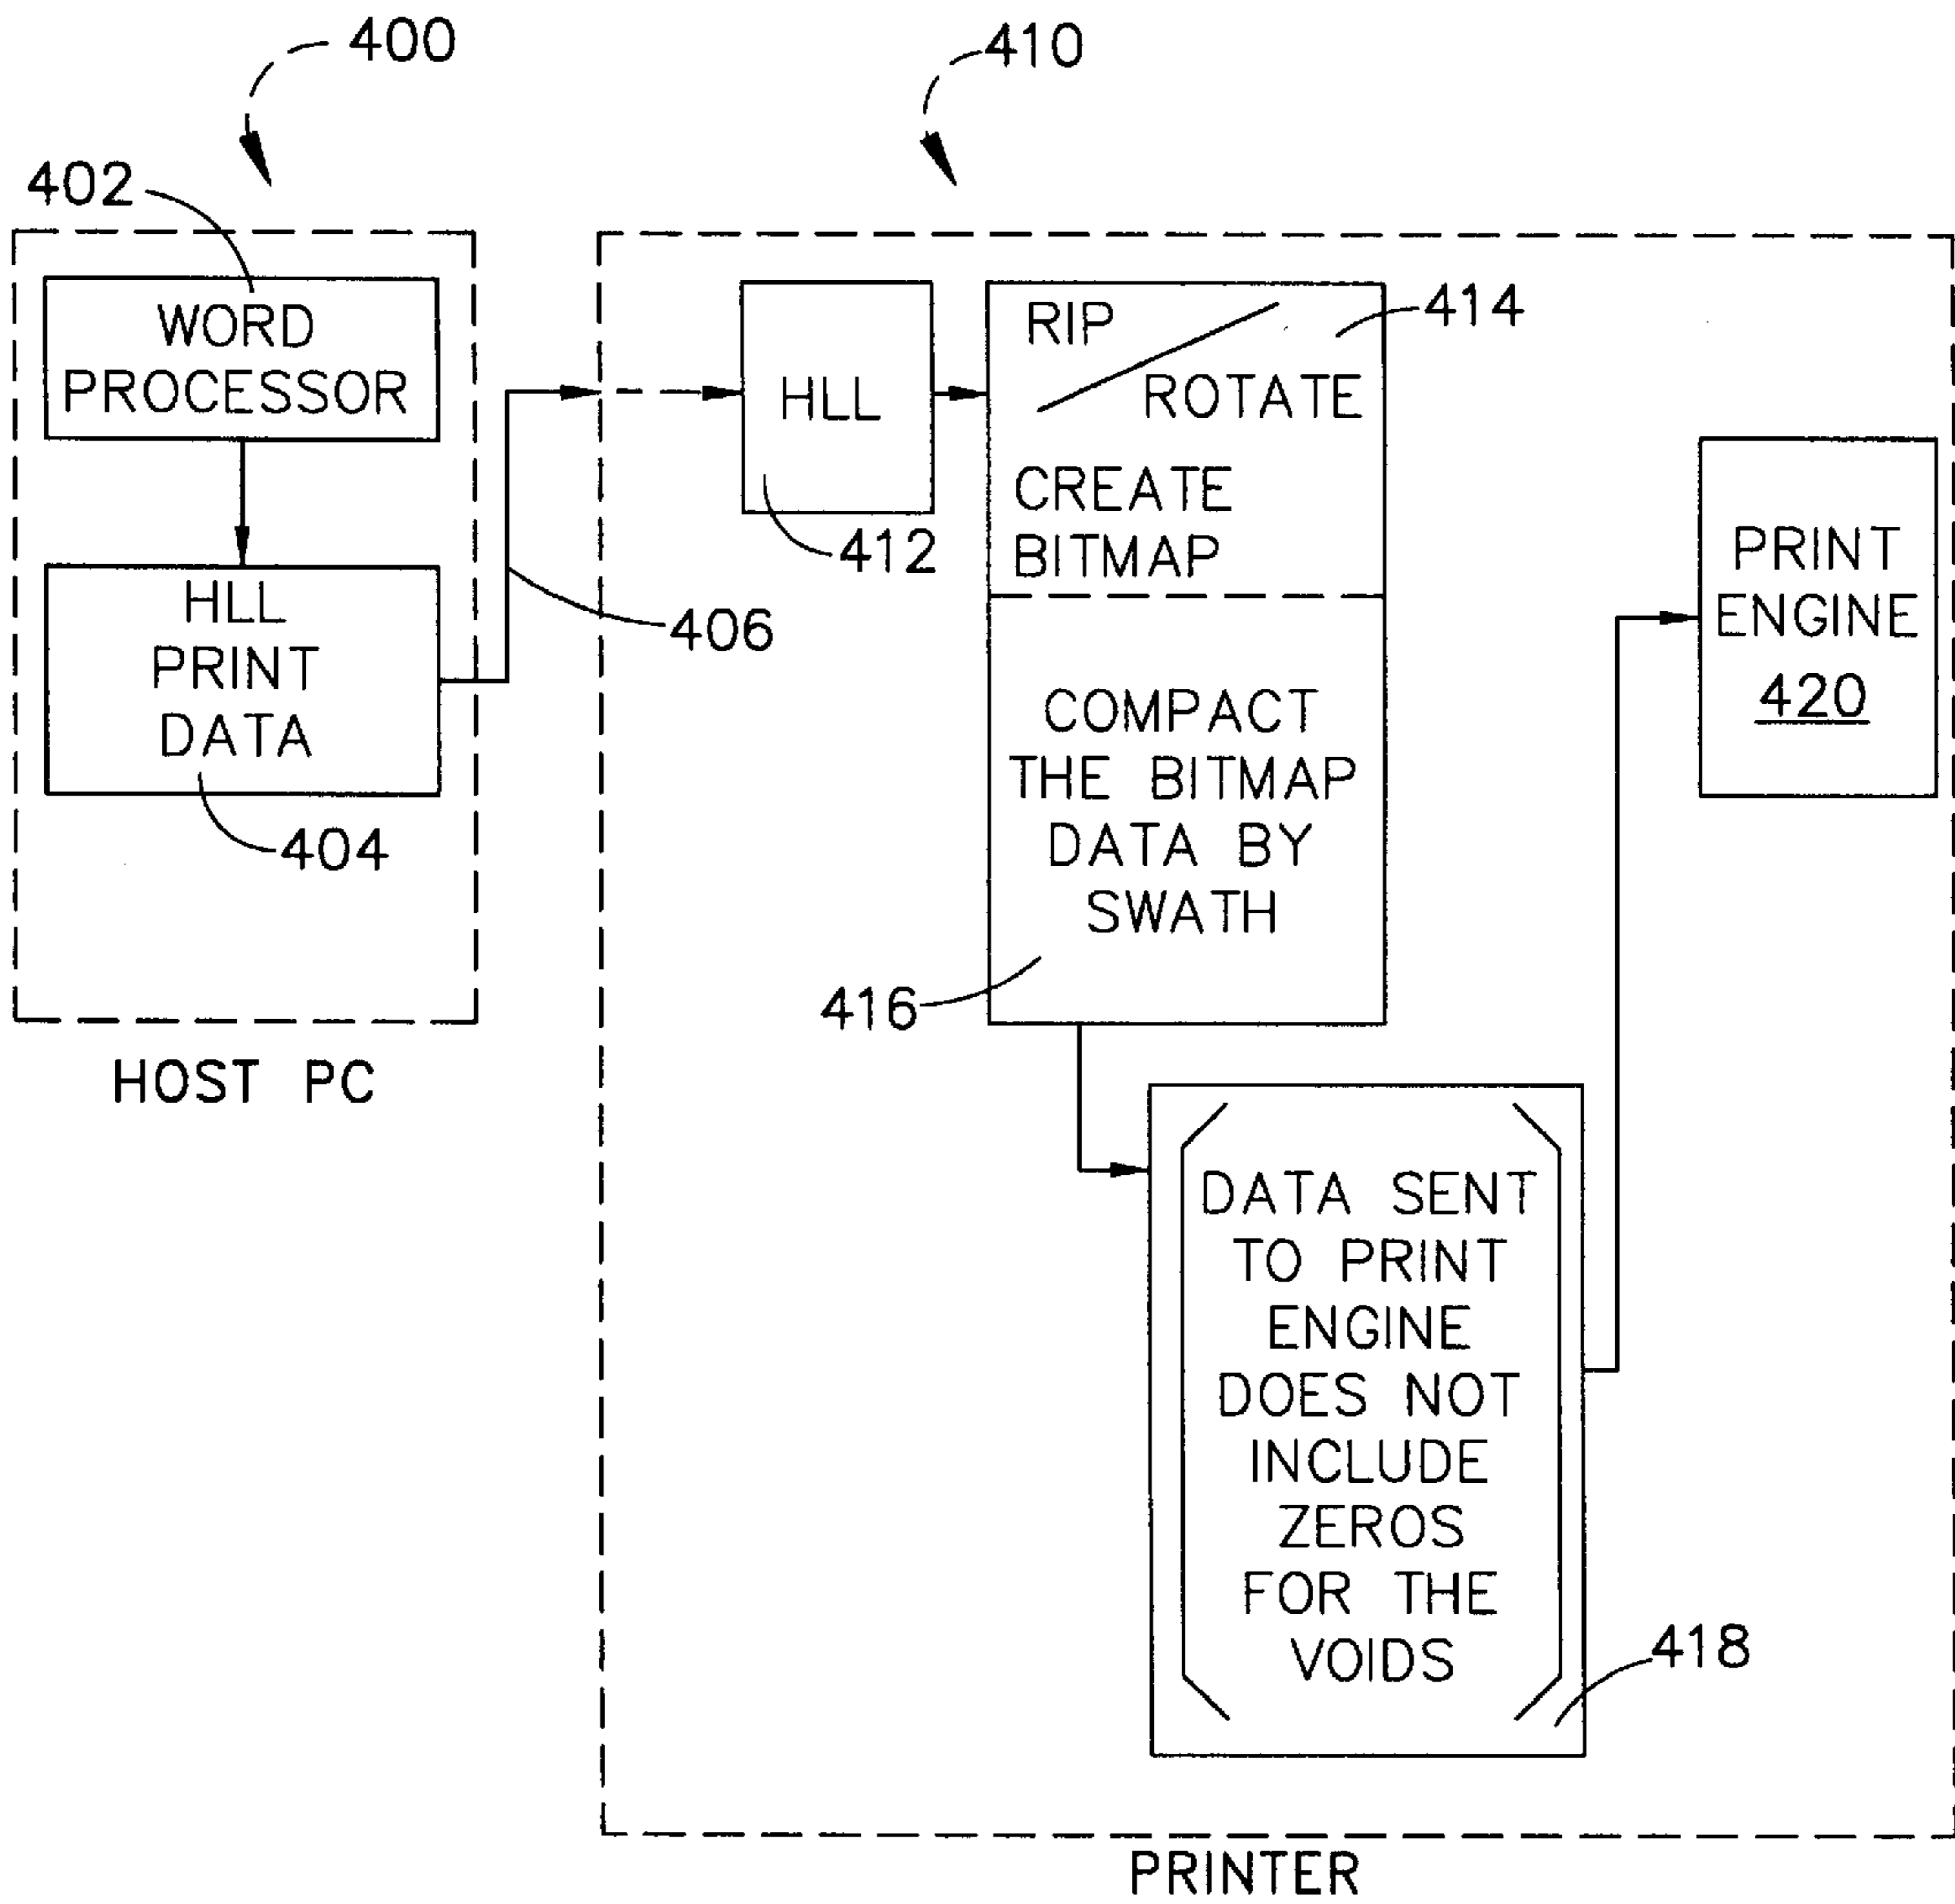 400
410
402
WORD
PROCESSOR
HLL
PRINT
DATA
404
406
HOST PC
HLL
412
RIP
ROTATE
414
CREATE
BITMAP
COMPACT
THE BITMAP
DATA BY
SWATH
416
DATA SENT
TO PRINT
ENGINE
DOES NOT
INCLUDE
ZEROS
FOR THE
VOIDS
418
PRINT
ENGINE
420
PRINTER